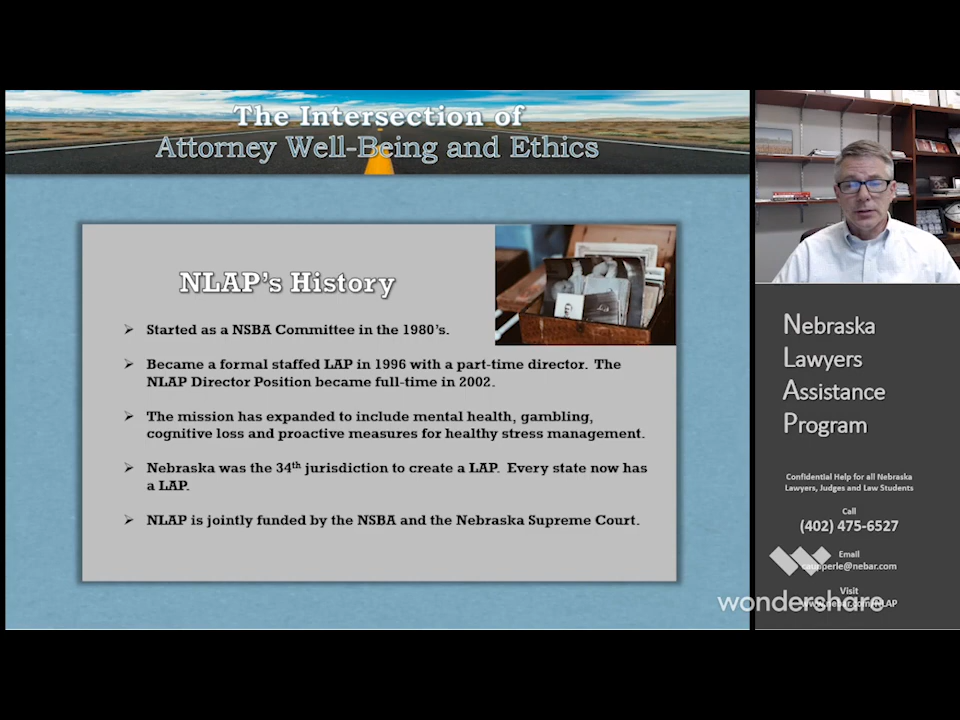 The Intersection of
Attorney Well-Being and Ethics
NLAP's History
➢ Started as a NSBA Committee in the 1980's.
➢ Became a formal staffed LAP in 1996 with a part-time director. The
NLAP Director Position became full-time in 2002.
➢ The mission has expanded to include mental health, gambling,
cognitive loss and proactive measures for healthy stress management.
➢ Nebraska was the 34th jurisdiction to create a LAP. Every state now has
a LAP.
➢ NLAP is jointly funded by the NSBA and the Nebraska Supreme Court.
Nebraska
Lawyers
Assistance
Program
Confidential Help for all Nebraska
Lawyers, Judges and Law Students
Call
(402) 475-6527
Email
Visit
wondershare